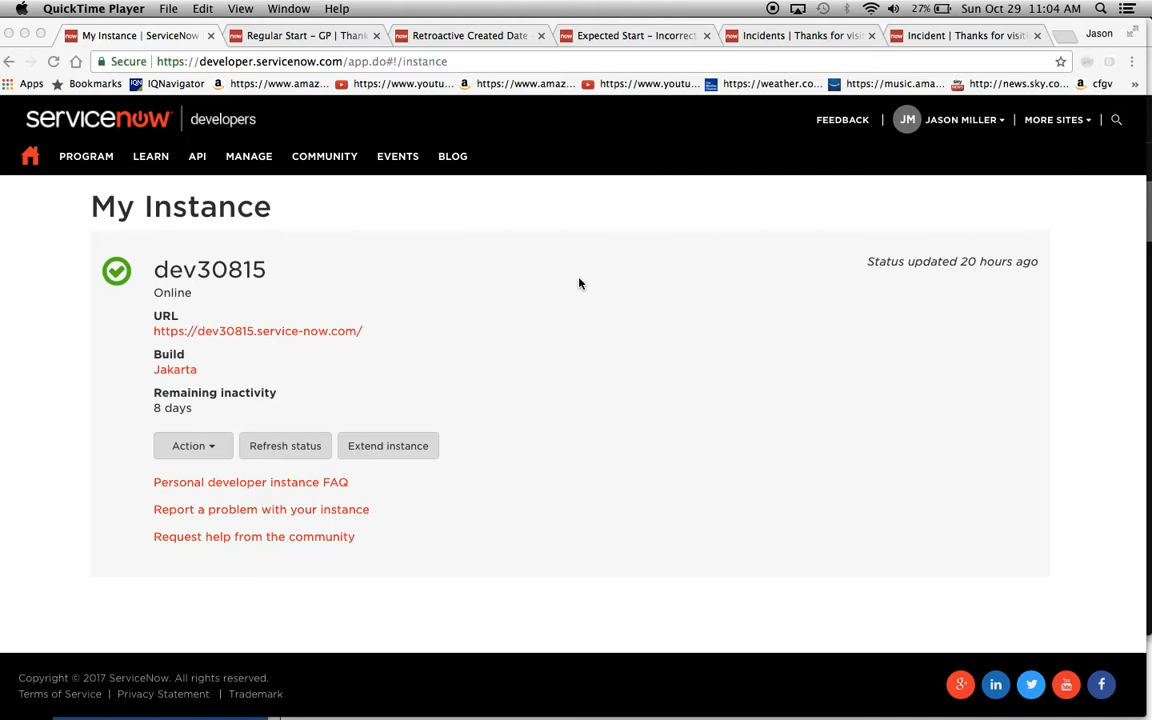 QuickTime Player File Edit View Window Help 27% Sun Oct 29 11:04 AM
My Instance | ServiceNow Regular Start – GP | Thank Retroactive Created Date Expected Start – Incorrect Incidents | Thanks for visit Incident | Thanks for visit Jason
Secure https://developer.servicenow.com/app.do#!/instance
Apps Bookmarks IQN IQNavigator https://www.amaz... https://www.youtu... https://www.amaz... https://www.youtu... https://weather.co... https://music.ama... http://news.sky.co... cfgv »
servicenow developers FEEDBACK | JM JASON MILLER | MORE SITES |
PROGRAM LEARN API MANAGE COMMUNITY EVENTS BLOG
My Instance
dev30815 Status updated 20 hours ago
Online
URL
https://dev30815.service-now.com/
Build
Jakarta
Remaining inactivity
8 days
Action Refresh status Extend instance
Personal developer instance FAQ
Report a problem with your instance
Request help from the community
Copyright © 2017 ServiceNow. All rights reserved.
Terms of Service | Privacy Statement | Trademark